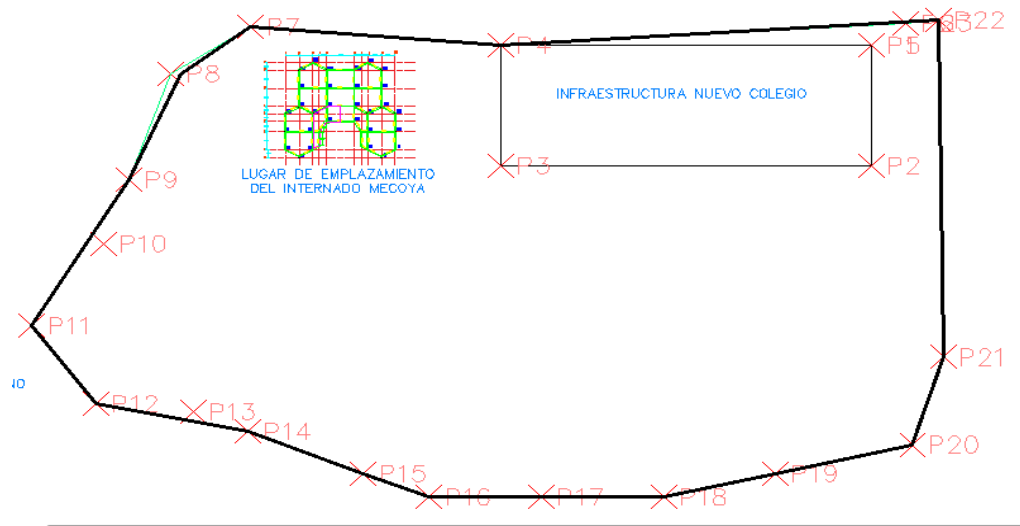 P7
P22
P4
P5
P8
INFRAESTRUCTURA NUEVO COLEGIO
P3
P2
LUGAR DE EMPLAZAMIENTO
DEL INTERNADO MECOYA
P9
P10
P11
P21
NO
P12
P13
P14
P20
P15
P19
P16
P17
P18